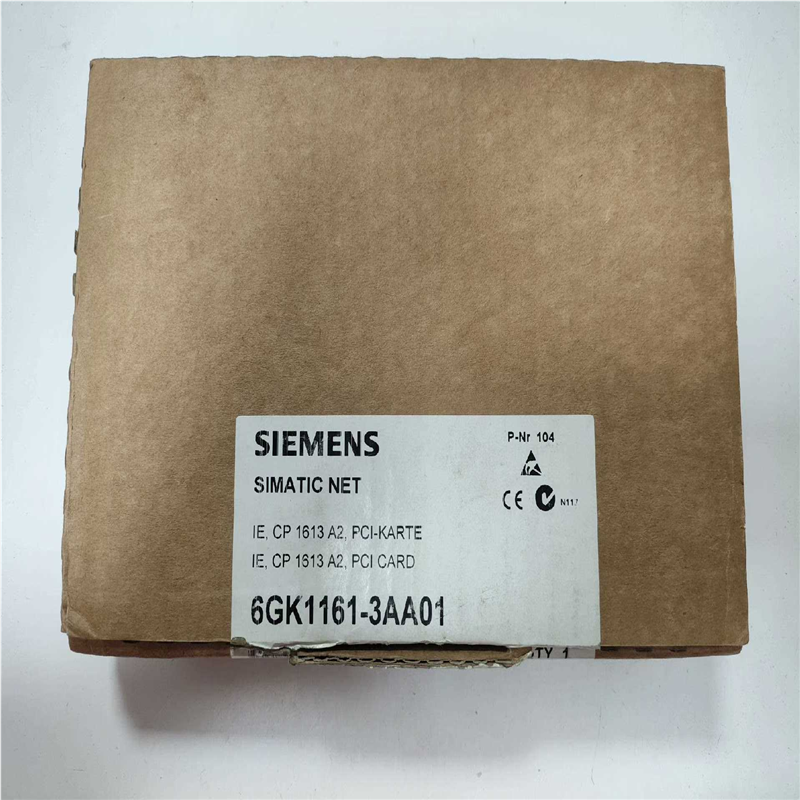 SIEMENS
P-Nr 104
SIMATIC NET
CE
IE, CP 1613 A2, PCI-KARTE
IE, CP 1613 A2, PCI CARD
6GK1161-3AA01
1